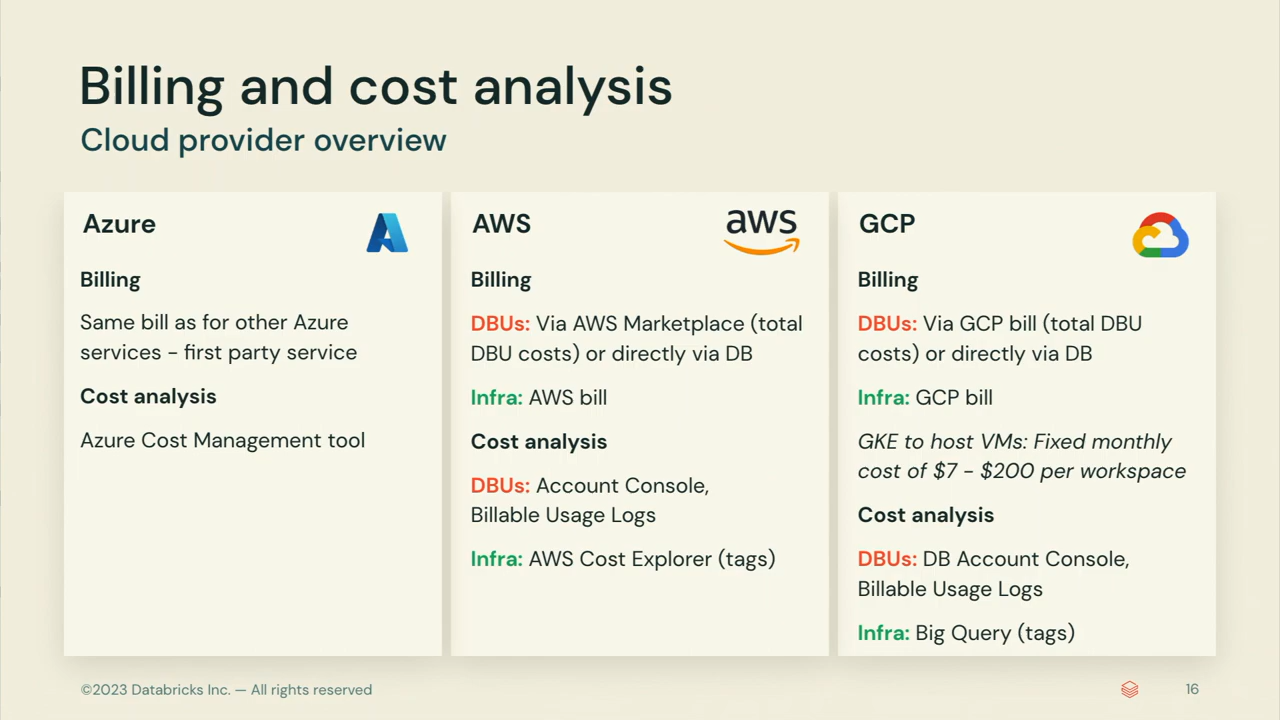 Billing and cost analysis
Cloud provider overview
Azure
Billing
Same bill as for other Azure
services - first party service
Cost analysis
Azure Cost Management tool
AWS
aws
Billing
DBUs: Via AWS Marketplace (total
DBU costs) or directly via DB
Infra: AWS bill
Cost analysis
DBUs: Account Console,
Billable Usage Logs
Infra: AWS Cost Explorer (tags)
GCP
Billing
DBUs: Via GCP bill (total DBU
costs) or directly via DB
Infra: GCP bill
GKE to host VMs: Fixed monthly
cost of $7 - $200 per workspace
Cost analysis
DBUs: DB Account Console,
Billable Usage Logs
Infra: Big Query (tags)
©2023 Databricks Inc. — All rights reserved
16